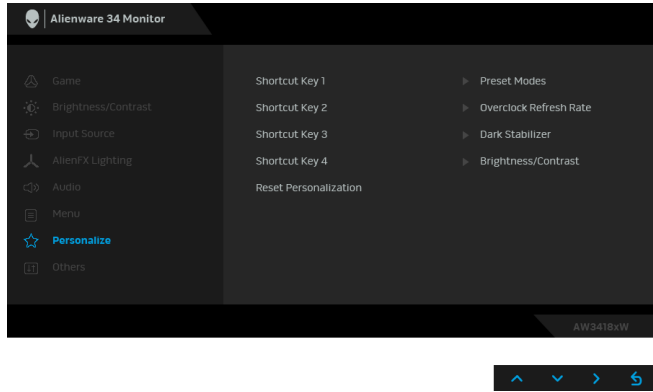 Alienware 34 Monitor
Game
Brightness/Contrast
Input Source
AlienFX Lighting
Audio
Menu
Personalize
Others
Shortcut Key 1 Preset Modes
Shortcut Key 2 Overclock Refresh Rate
Shortcut Key 3 Dark Stabilizer
Shortcut Key 4 Brightness/Contrast
Reset Personalization
AW3418xW